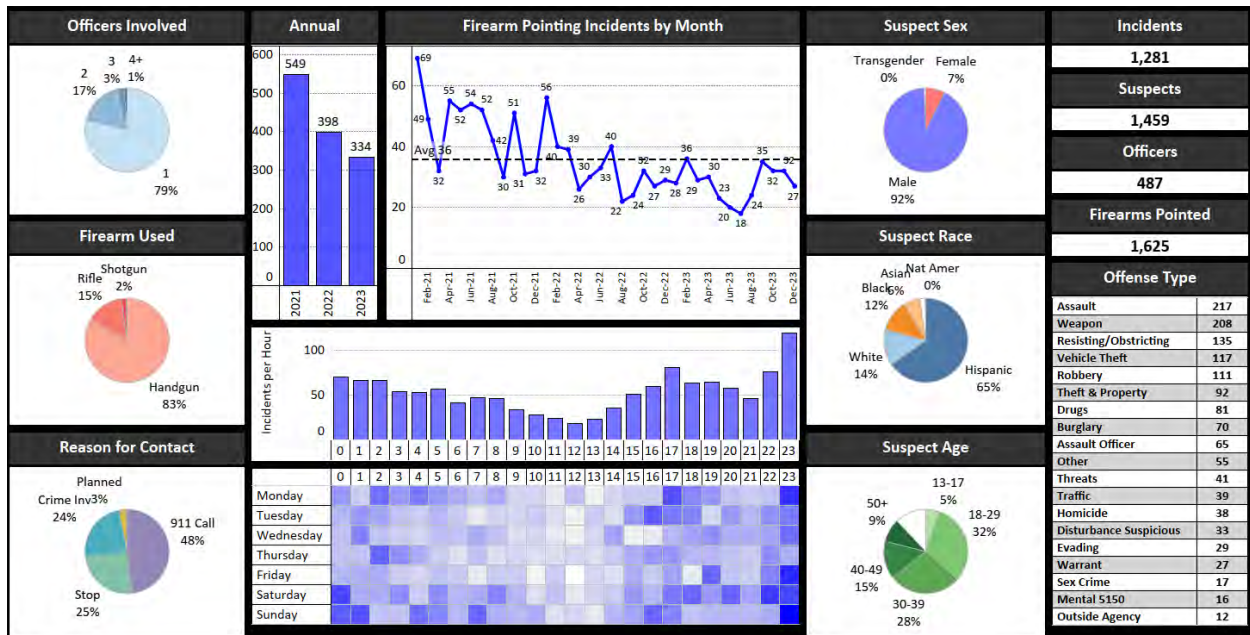 Officers Involved
4+
1%
3
3%
2
17%
1
79%
Firearm Used
Shotgun
2%
Rifle
15%
Handgun
83%
Reason for Contact
Planned
3%
Crime Inv
24%
911 Call
48%
Stop
25%
Annual
600
500
400
300
200
100
0
549
398
334
2021
2022
2023
Firearm Pointing Incidents by Month
60
40
20
0
Avg 36
69
49
32
55
52
54
52
42
30
51
31
32
56
40
39
26
30
33
40
22
24
32
27
29
28
36
29
30
23
20
18
24
35
32
32
27
Feb-21
Apr-21
Jun-21
Aug-21
Oct-21
Dec-21
Feb-22
Apr-22
Jun-22
Aug-22
Oct-22
Dec-22
Feb-23
Apr-23
Jun-23
Aug-23
Oct-23
Dec-23
Incidents per Hour
100
50
0
0 1 2 3 4 5 6 7 8 9 10 11 12 13 14 15 16 17 18 19 20 21 22 23
0 1 2 3 4 5 6 7 8 9 10 11 12 13 14 15 16 17 18 19 20 21 22 23
Monday
Tuesday
Wednesday
Thursday
Friday
Saturday
Sunday
Suspect Sex
Transgender
0%
Female
7%
Male
92%
Suspect Race
Nat Amer
0%
Asian
6%
Black
12%
White
14%
Hispanic
65%
Suspect Age
13-17
5%
18-29
32%
50+
9%
40-49
15%
30-39
28%
Incidents
1,281
Suspects
1,459
Officers
487
Firearms Pointed
1,625
Offense Type
Assault 217
Weapon 208
Resisting/Obstricting 135
Vehicle Theft 117
Robbery 111
Theft & Property 92
Drugs 81
Burglary 70
Assault Officer 65
Other 55
Threats 41
Traffic 39
Homicide 38
Disturbance Suspicious 33
Evading 29
Warrant 27
Sex Crime 17
Mental 5150 16
Outside Agency 12